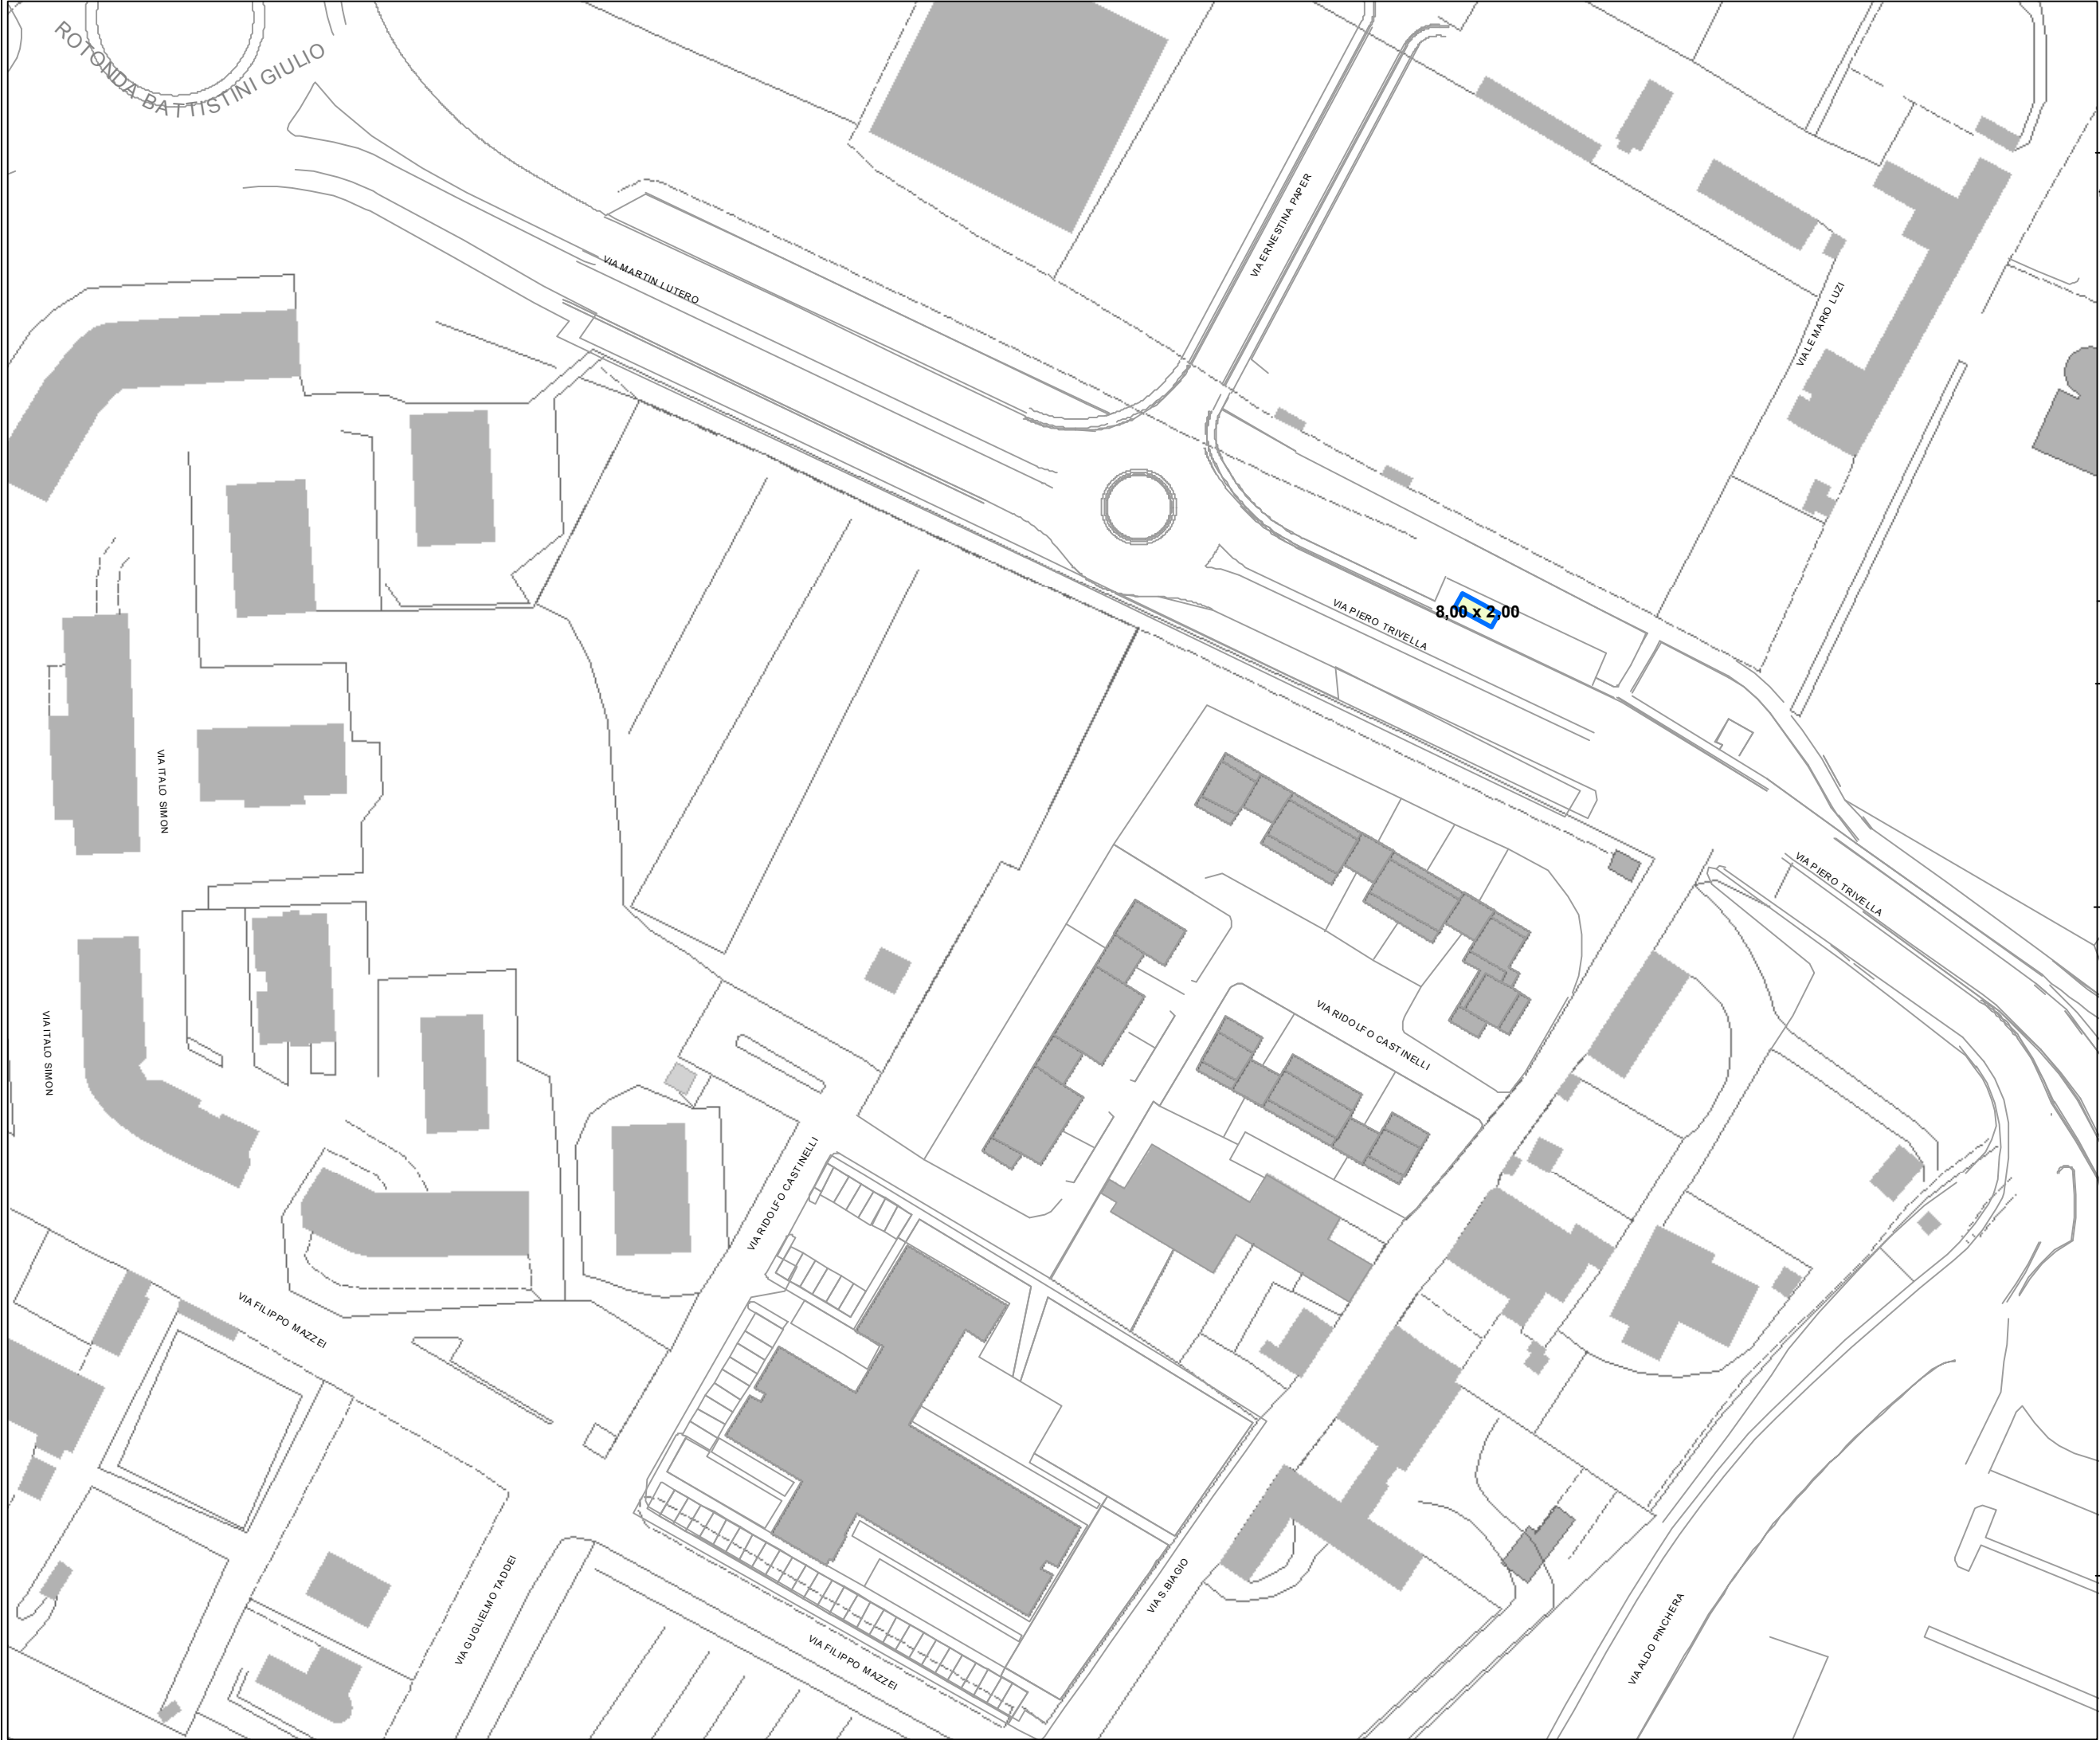 ROTONDA BATTISTINI GIULIO
VIA MARTIN LUTERO
VIA ERNESTINA PAPER
VIALE MARIO LUZI
8,00 x 2,00
VIA PIERO TRIVELLA
VIA ITALO SIMON
VIA PIERO TRIVELLA
VIA RIDOLFO CASTINELLI
VIA ITALO SIMON
VIA RIDOLFO CASTINELLI
VIA FILIPPO MAZZEI
VIA GUGLIELMO TADDEI
VIA S.BIAGIO
VIA FILIPPO MAZZEI
VIA ALDO PINCHERA